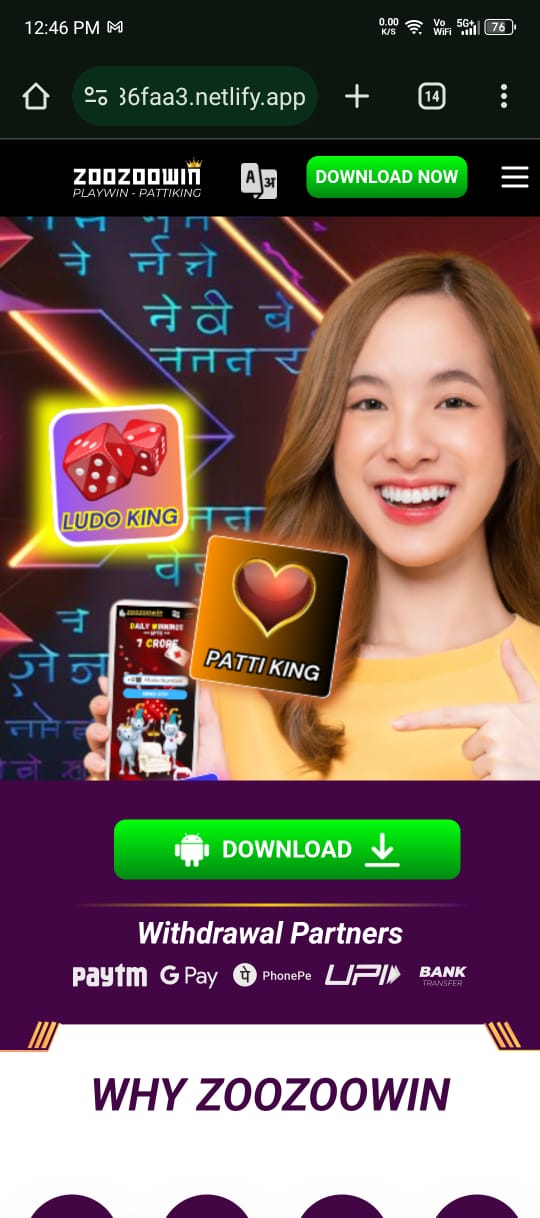 12:46 PM
0.00 K/S Vo WiFi 5G+ 76
36faa3.netlify.app
14
ZOOZOOWIN
PLAYWIN - PATTIKING
A अ
DOWNLOAD NOW
LUDO KING
PATTI KING
ZOOZOOWIN
DAILY WINNINGS
UPTO
7 CRORE
Mobile Number
DOWNLOAD
Withdrawal Partners
paytm G Pay पे PhonePe UPI BANK TRANSFER
WHY ZOOZOOWIN